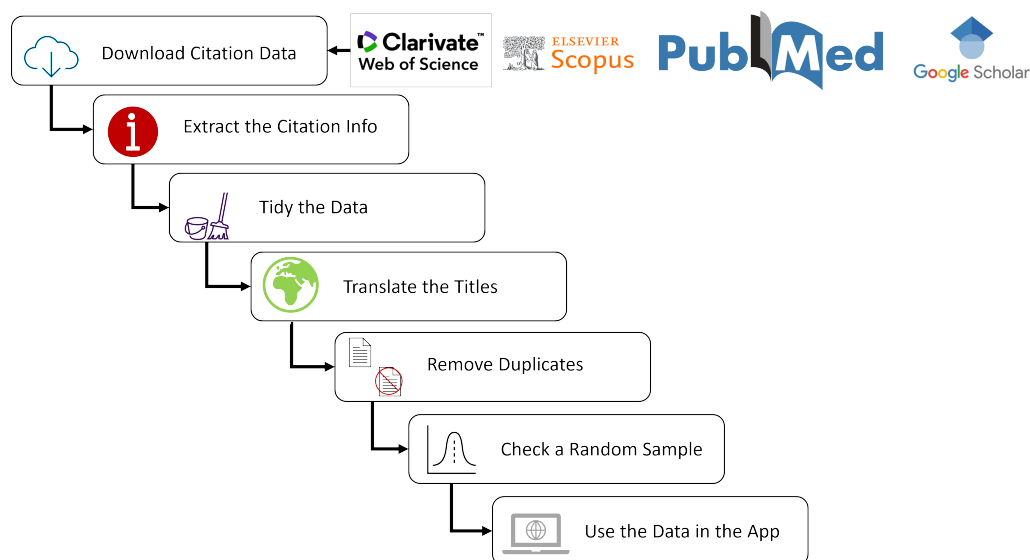 Download Citation Data
Clarivate™
Web of Science
ELSEVIER
Scopus
PubMed
Google Scholar
Extract the Citation Info
Tidy the Data
Translate the Titles
Remove Duplicates
Check a Random Sample
Use the Data in the App